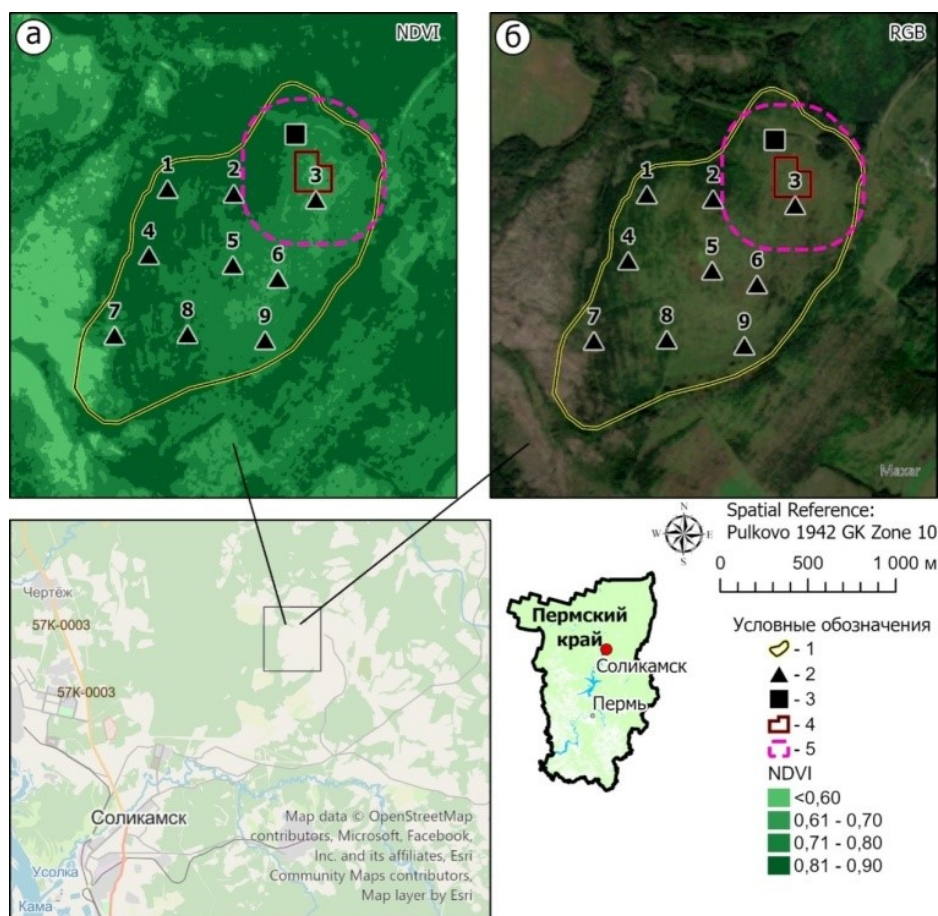 а
NDVI
1
2
3
4
5
6
7
8
9
б
RGB
1
2
3
4
5
6
7
8
9
Maxar
Чертёж
57К-0003
57К-0003
Соликамск
Усолка
Кама
Map data © OpenStreetMap
contributors, Microsoft, Facebook,
Inc. and its affiliates, Esri
Community Maps contributors,
Map layer by Esri
N
W
E
S
Spatial Reference:
Pulkovo 1942 GK Zone 10
0 500 1 000 м
Пермский
край
Соликамск
Пермь
Условные обозначения
- 1
- 2
- 3
- 4
- 5
NDVI
<0,60
0,61 - 0,70
0,71 - 0,80
0,81 - 0,90